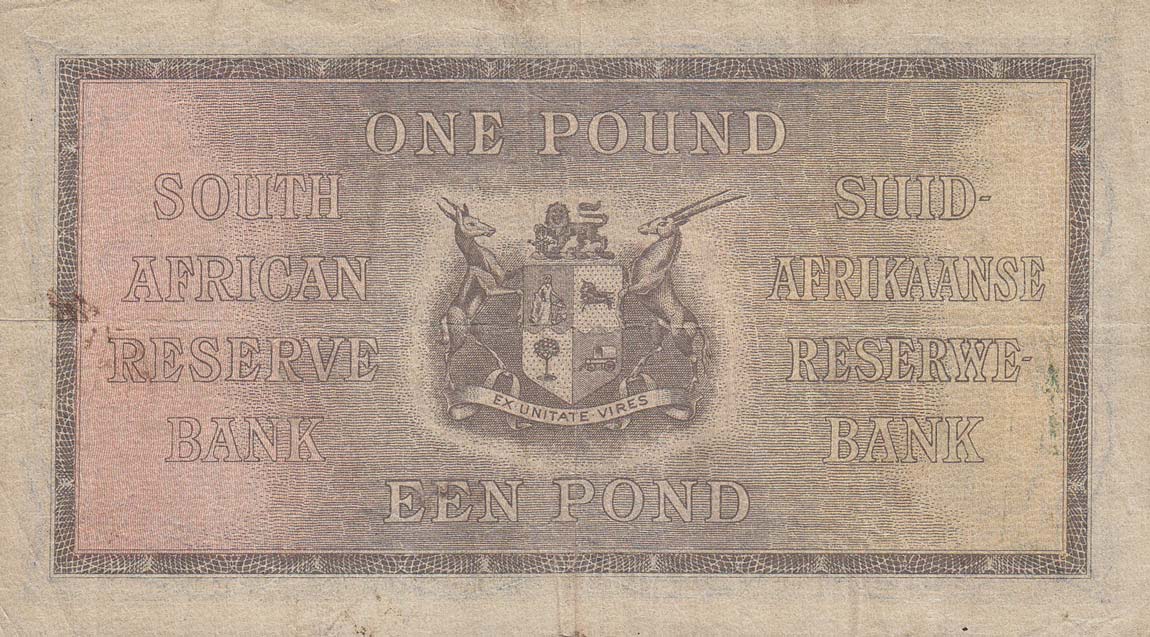 ONE POUND
SOUTH
AFRICAN
RESERVE
BANK
SUID-
AFRIKAANSE
RESERWE-
BANK
EX·UNITATE·VIRES
EEN POND